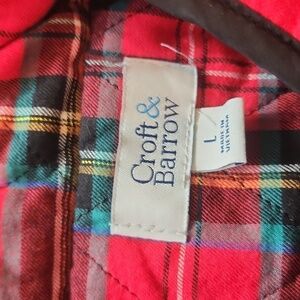 Croft &
Barrow
L
MADE IN
VIETNAM